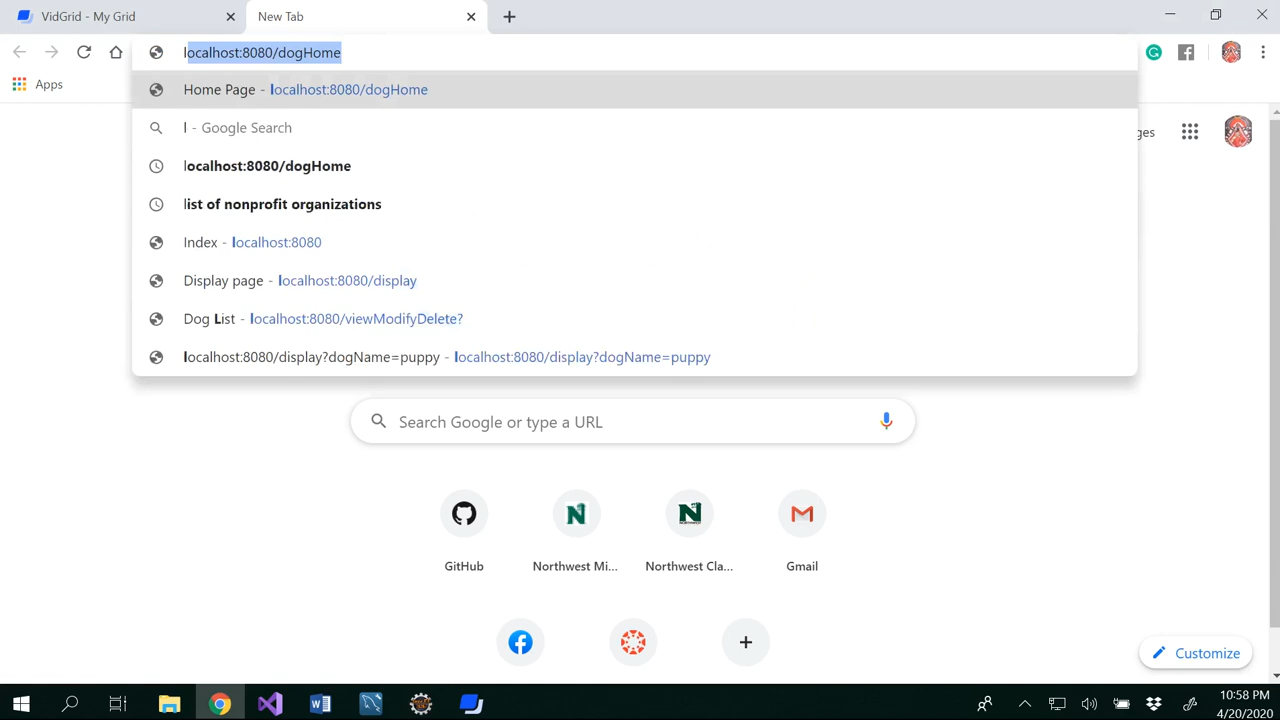 VidGrid - My Grid
New Tab
localhost:8080/dogHome
Apps
Home Page - localhost:8080/dogHome
l - Google Search
ges
localhost:8080/dogHome
list of nonprofit organizations
Index - localhost:8080
Display page - localhost:8080/display
Dog List - localhost:8080/viewModifyDelete?
localhost:8080/display?dogName=puppy - localhost:8080/display?dogName=puppy
Search Google or type a URL
GitHub
Northwest Mi...
Northwest Cla...
Gmail
Customize
10:58 PM
4/20/2020